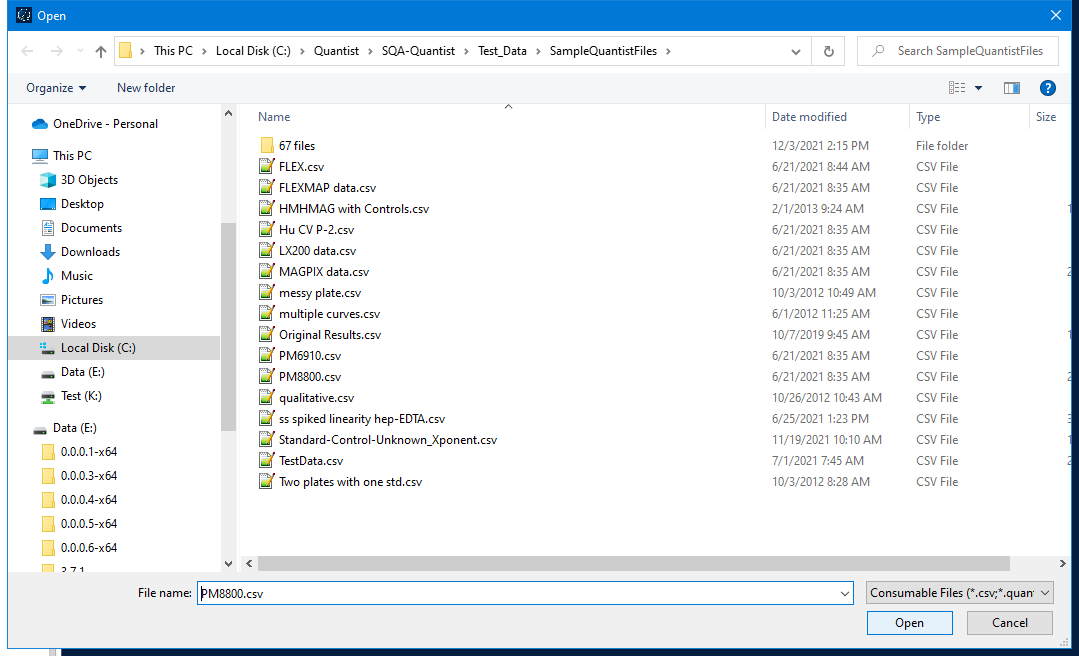 Open
This PC > Local Disk (C:) > Quantist > SQA-Quantist > Test_Data > SampleQuantistFiles >
Search SampleQuantistFiles
Organize New folder
OneDrive - Personal
This PC
3D Objects
Desktop
Documents
Downloads
Music
Pictures
Videos
Local Disk (C:)
Data (E:)
Test (K:)
Data (E:)
0.0.0.1-x64
0.0.0.3-x64
0.0.0.4-x64
0.0.0.5-x64
0.0.0.6-x64
Name Date modified Type Size
67 files 12/3/2021 2:15 PM File folder
FLEX.csv 6/21/2021 8:44 AM CSV File
FLEXMAP data.csv 6/21/2021 8:35 AM CSV File
HMHMAG with Controls.csv 2/1/2013 9:24 AM CSV File 1
Hu CV P-2.csv 6/21/2021 8:35 AM CSV File
LX200 data.csv 6/21/2021 8:35 AM CSV File
MAGPIX data.csv 6/21/2021 8:35 AM CSV File 2
messy plate.csv 10/3/2012 10:49 AM CSV File
multiple curves.csv 6/1/2012 11:25 AM CSV File
Original Results.csv 10/7/2019 9:45 AM CSV File 1
PM6910.csv 6/21/2021 8:35 AM CSV File
PM8800.csv 6/21/2021 8:35 AM CSV File 2
qualitative.csv 10/26/2012 10:43 AM CSV File
ss spiked linearity hep-EDTA.csv 6/25/2021 1:23 PM CSV File 3
Standard-Control-Unknown_Xponent.csv 11/19/2021 10:10 AM CSV File 1
TestData.csv 7/1/2021 7:45 AM CSV File 2
Two plates with one std.csv 10/3/2012 8:28 AM CSV File
File name: PM8800.csv Consumable Files (*.csv;*.quan
Open Cancel